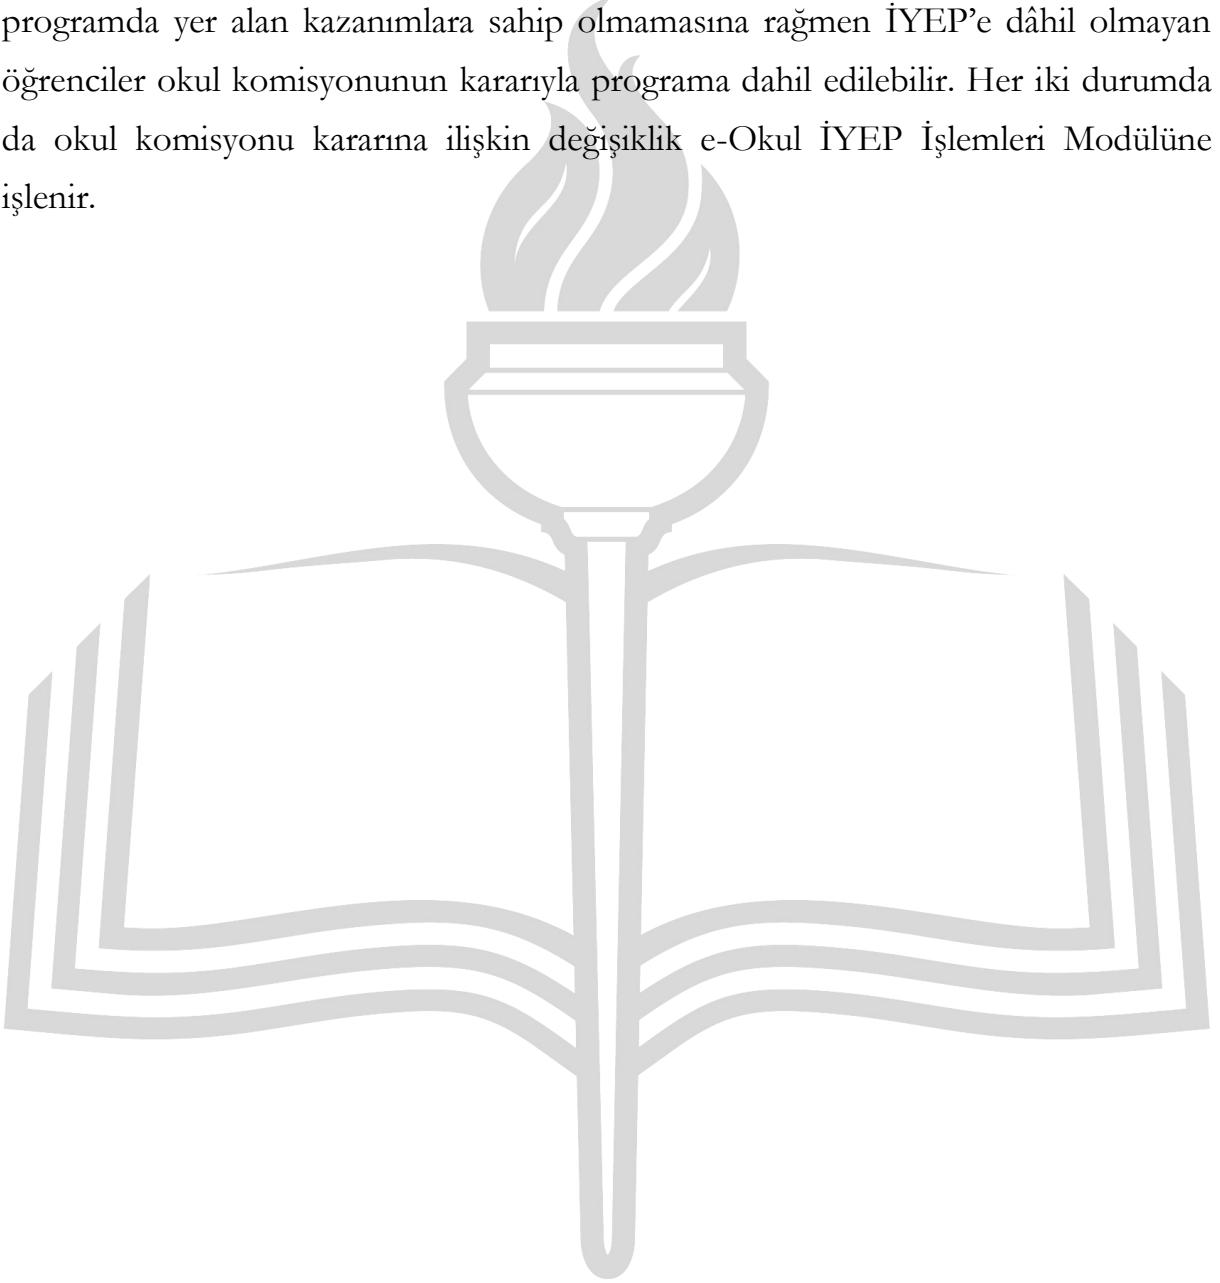 programda yer alan kazanımlara sahip olmamasına rağmen İYEP’e dâhil olmayan
öğrenciler okul komisyonunun kararıyla programa dahil edilebilir. Her iki durumda
da okul komisyonu kararına ilişkin değişiklik e-Okul İYEP İşlemleri Modülüne
işlenir.